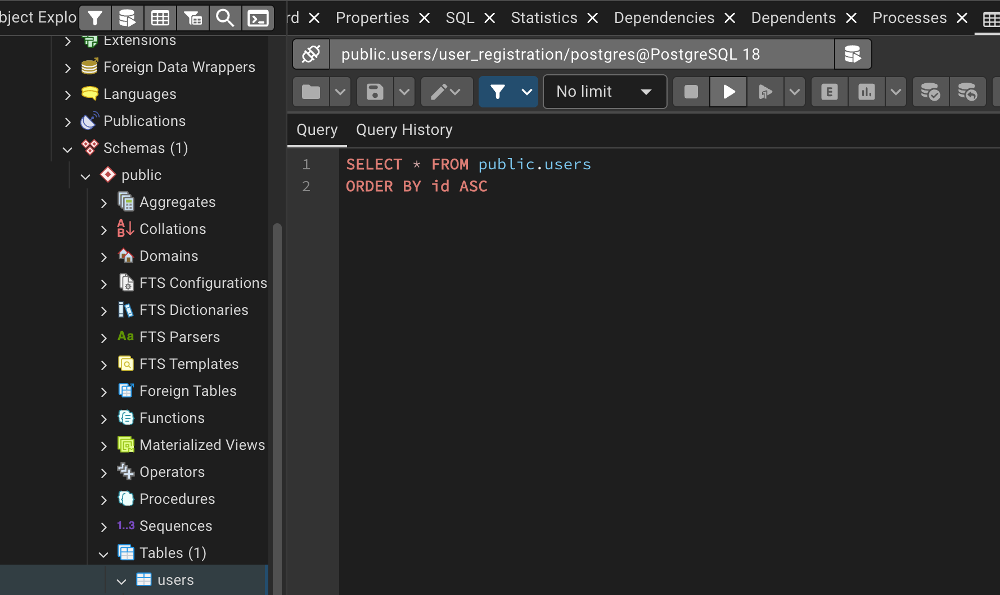 bject Explo
rd Properties SQL Statistics Dependencies Dependents Processes
Extensions
Foreign Data Wrappers
Languages
Publications
Schemas (1)
public
Aggregates
Collations
Domains
FTS Configurations
FTS Dictionaries
Aa FTS Parsers
FTS Templates
Foreign Tables
Functions
Materialized Views
Operators
Procedures
1..3 Sequences
Tables (1)
users
public.users/user_registration/postgres@PostgreSQL 18
No limit
E
Query Query History
1 SELECT * FROM public.users
2 ORDER BY id ASC